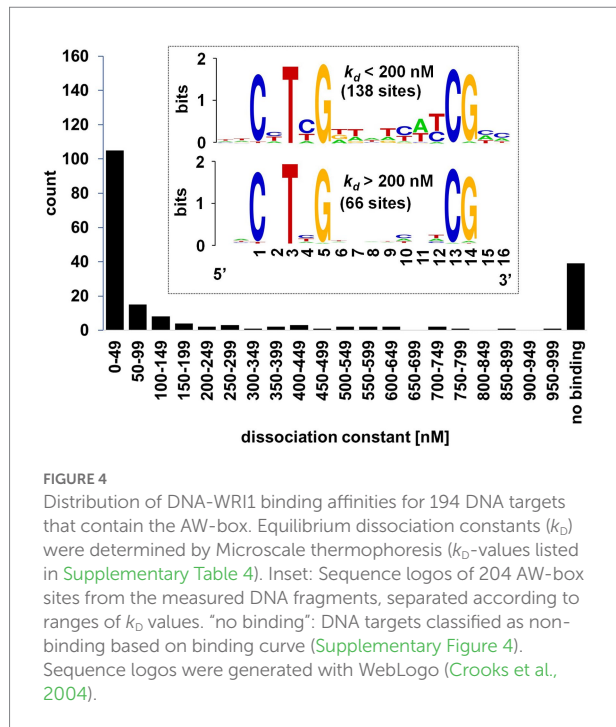 160
140
120
100
80
60
40
20
0
count
2
1
0
bits
k_d < 200 nM
(138 sites)
C T C G T T T C A T C G C C
2
1
0
bits
k_d > 200 nM
(66 sites)
C T G C G
1 2 3 4 5 6 7 8 9 10 11 12 13 14 15 16
5’ 3’
0-49
50-99
100-149
150-199
200-249
250-299
300-349
350-399
400-449
450-499
500-549
550-599
600-649
650-699
700-749
750-799
800-849
850-899
900-949
950-999
no binding
dissociation constant [nM]
FIGURE 4
Distribution of DNA-WRI1 binding affinities for 194 DNA targets
that contain the AW-box. Equilibrium dissociation constants (k_D)
were determined by Microscale thermophoresis (k_D-values listed
in Supplementary Table 4). Inset: Sequence logos of 204 AW-box
sites from the measured DNA fragments, separated according to
ranges of k_D values. “no binding”: DNA targets classified as non-
binding based on binding curve (Supplementary Figure 4).
Sequence logos were generated with WebLogo (Crooks et al.,
2004).